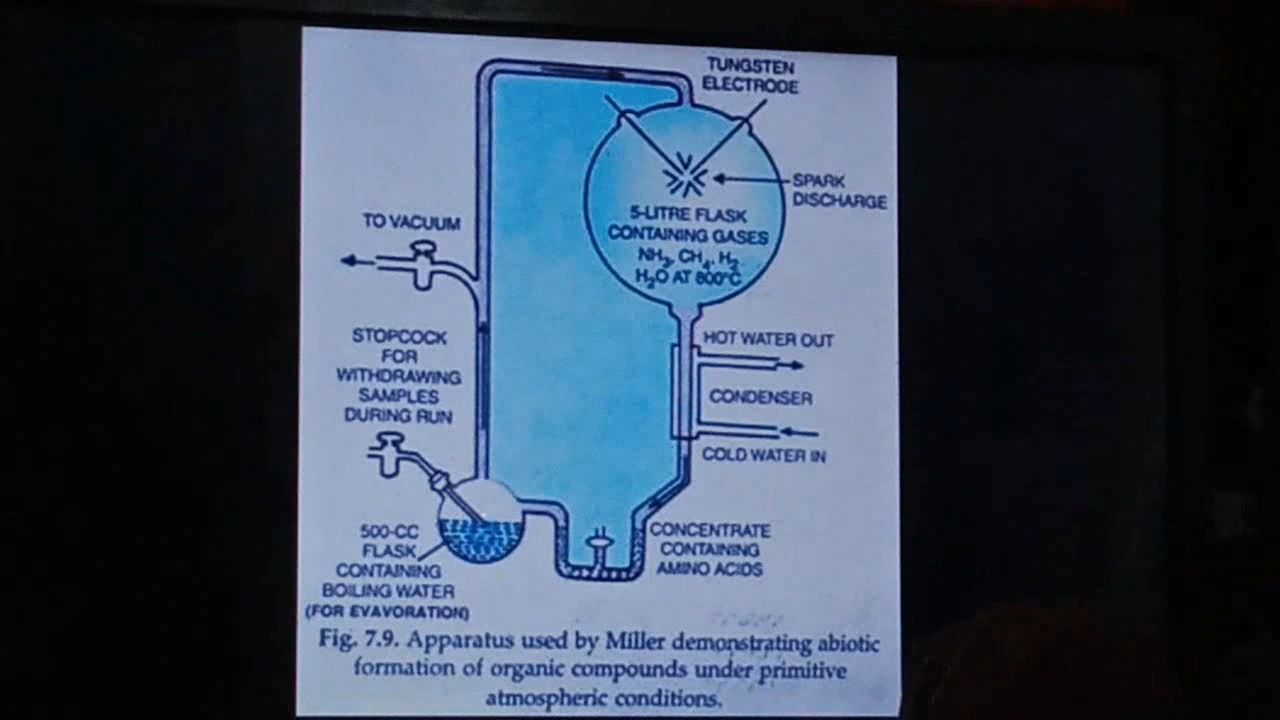 TUNGSTEN
ELECTRODE
SPARK
DISCHARGE
5-LITRE FLASK
CONTAINING GASES
NH3, CH4, H2
H2O AT 800°C
TO VACUUM
HOT WATER OUT
CONDENSER
COLD WATER IN
STOPCOCK
FOR
WITHDRAWING
SAMPLES
DURING RUN
CONCENTRATE
CONTAINING
AMINO ACIDS
500-CC
FLASK
CONTAINING
BOILING WATER
(FOR EVAVORATION)
Fig. 7.9. Apparatus used by Miller demonstrating abiotic
formation of organic compounds under primitive
atmospheric conditions.